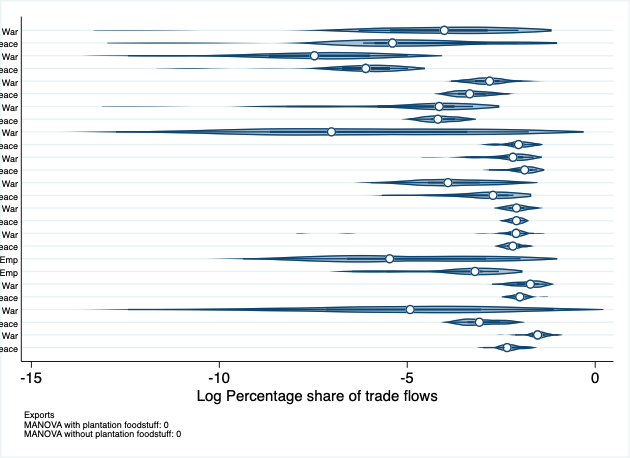 War
eace
War
eace
War
eace
War
eace
War
eace
War
eace
War
eace
War
eace
War
eace
Emp
Emp
War
eace
War
eace
War
eace
-15 -10 -5 0
Log Percentage share of trade flows
Exports
MANOVA with plantation foodstuff: 0
MANOVA without plantation foodstuff: 0